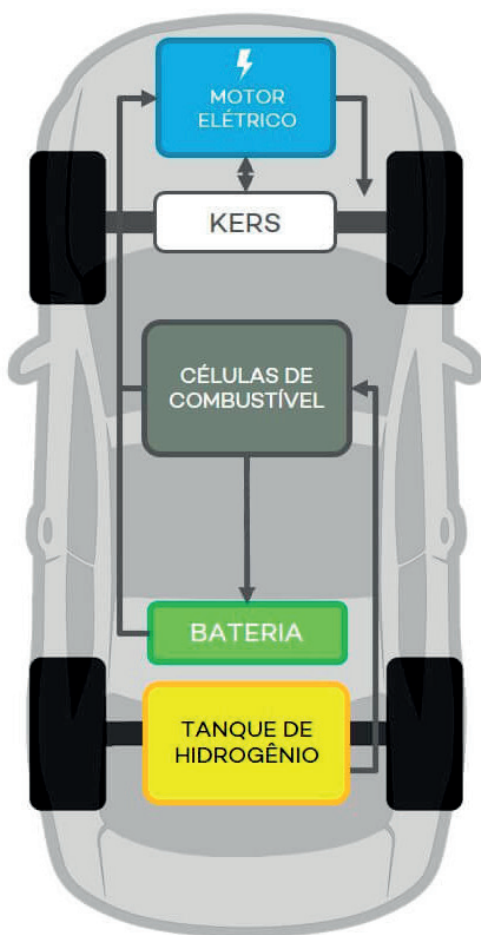 MOTOR
ELÉTRICO
KERS
CÉLULAS DE
COMBUSTÍVEL
BATERIA
TANQUE DE
HIDROGÊNIO